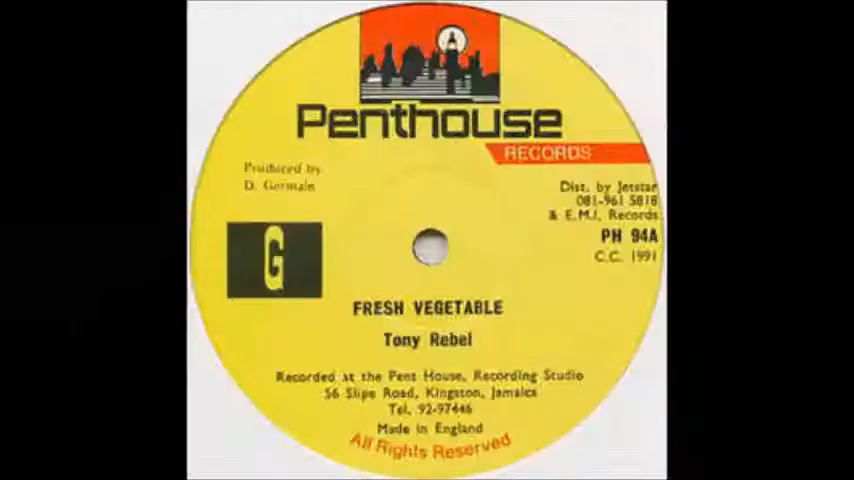 Penthouse
RECORDS
Produced by
D. Germain
Dist. by Jetstar
081-961 5818
& E.M.I. Records
PH 94A
C.C. 1991
G
FRESH VEGETABLE
Tony Rebel
Recorded at the Pent House, Recording Studio
56 Slipe Road, Kingston, Jamaica
Tel. 92-97446
Made in England
All Rights Reserved